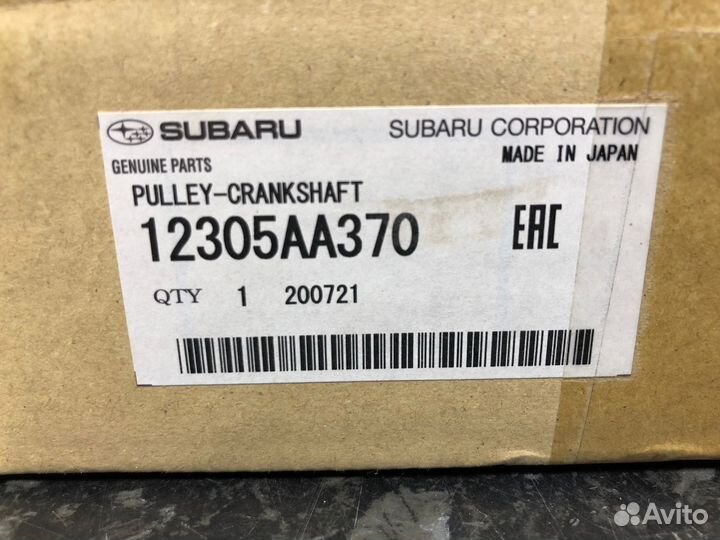 SUBARU SUBARU CORPORATION
GENUINE PARTS MADE IN JAPAN
PULLEY-CRANKSHAFT
12305AA370 EAC
QTY 1 200721
Avito